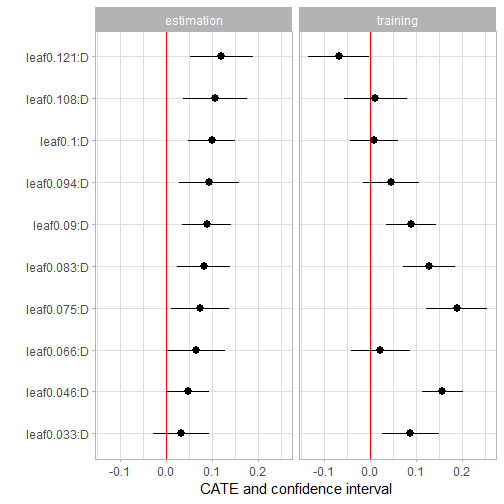 estimation training
leaf0.121:D
leaf0.108:D
leaf0.1:D
leaf0.094:D
leaf0.09:D
leaf0.083:D
leaf0.075:D
leaf0.066:D
leaf0.046:D
leaf0.033:D
-0.1 0.0 0.1 0.2 -0.1 0.0 0.1 0.2
CATE and confidence interval